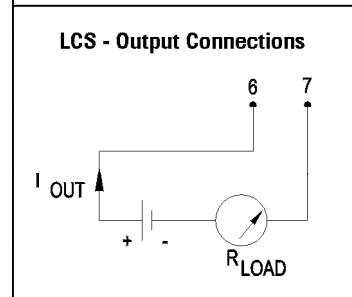 LCS - Output Connections
6 7
I OUT
+ -
R LOAD